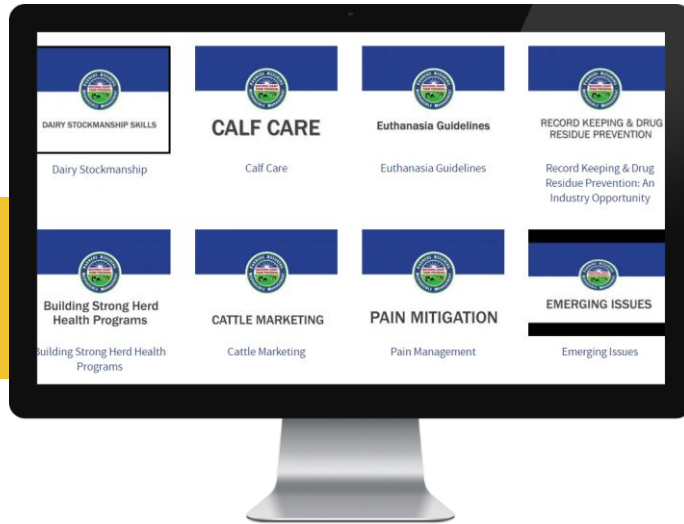 DAIRY STOCKMANSHIP SKILLS
Dairy Stockmanship
CALF CARE
Calf Care
Euthanasia Guidelines
Euthanasia Guidelines
RECORD KEEPING & DRUG
RESIDUE PREVENTION
Record Keeping & Drug
Residue Prevention: An
Industry Opportunity
Building Strong Herd
Health Programs
Building Strong Herd Health
Programs
CATTLE MARKETING
Cattle Marketing
PAIN MITIGATION
Pain Management
EMERGING ISSUES
Emerging Issues